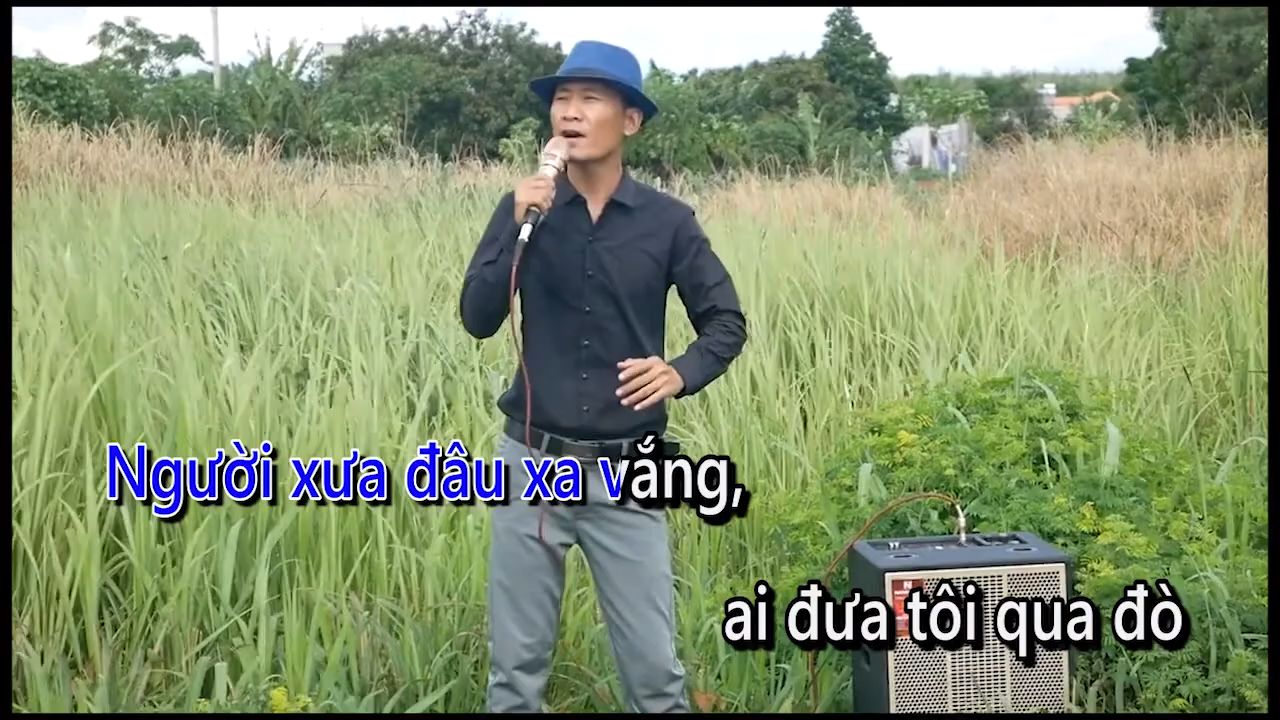 Người xưa đâu xa vắng,
ai đưa tôi qua đò